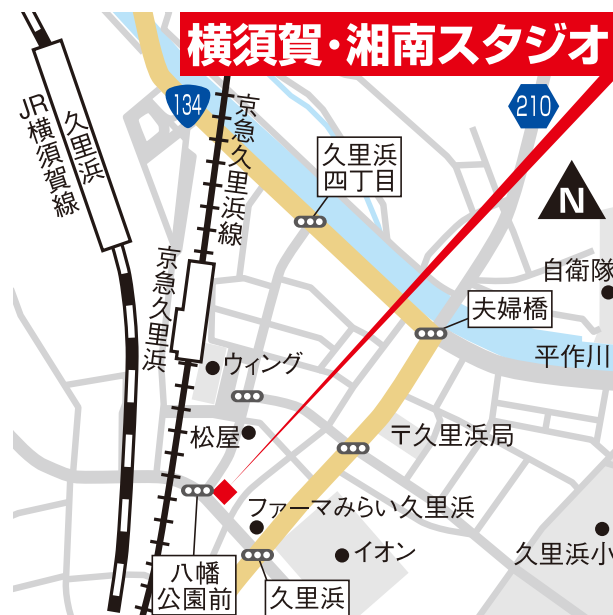 横須賀・湘南スタジオ
134
210
JR横須賀線
久里浜
京急久里浜線
久里浜
四丁目
N
自衛隊
京急久里浜
夫婦橋
平作川
ウィング
松屋
〒久里浜局
ファーマみらい久里浜
イオン
久里浜小
八幡
公園前
久里浜